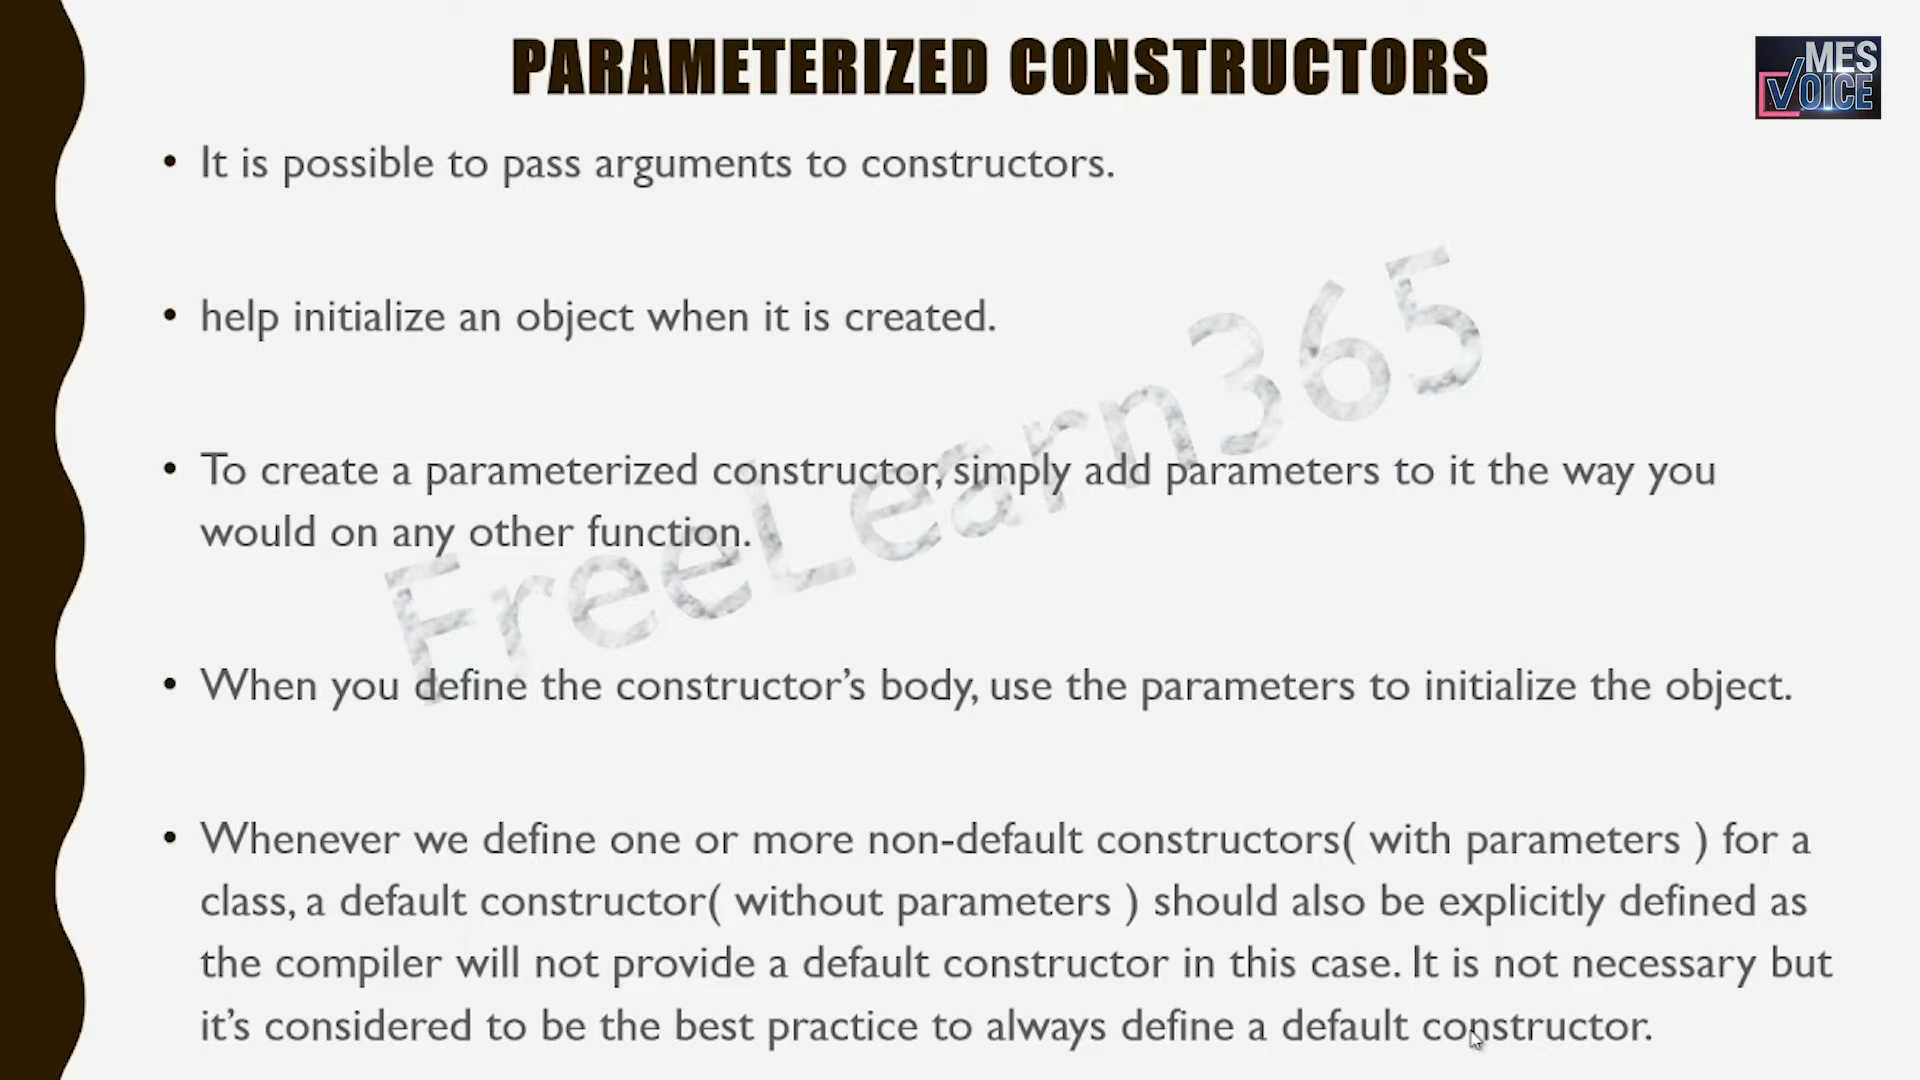 PARAMETERIZED CONSTRUCTORS
MES
VOICE
• It is possible to pass arguments to constructors.
• help initialize an object when it is created.
• To create a parameterized constructor, simply add parameters to it the way you
would on any other function.
FreeLearn365
• When you define the constructor’s body, use the parameters to initialize the object.
• Whenever we define one or more non-default constructors( with parameters ) for a
class, a default constructor( without parameters ) should also be explicitly defined as
the compiler will not provide a default constructor in this case. It is not necessary but
it’s considered to be the best practice to always define a default constructor.